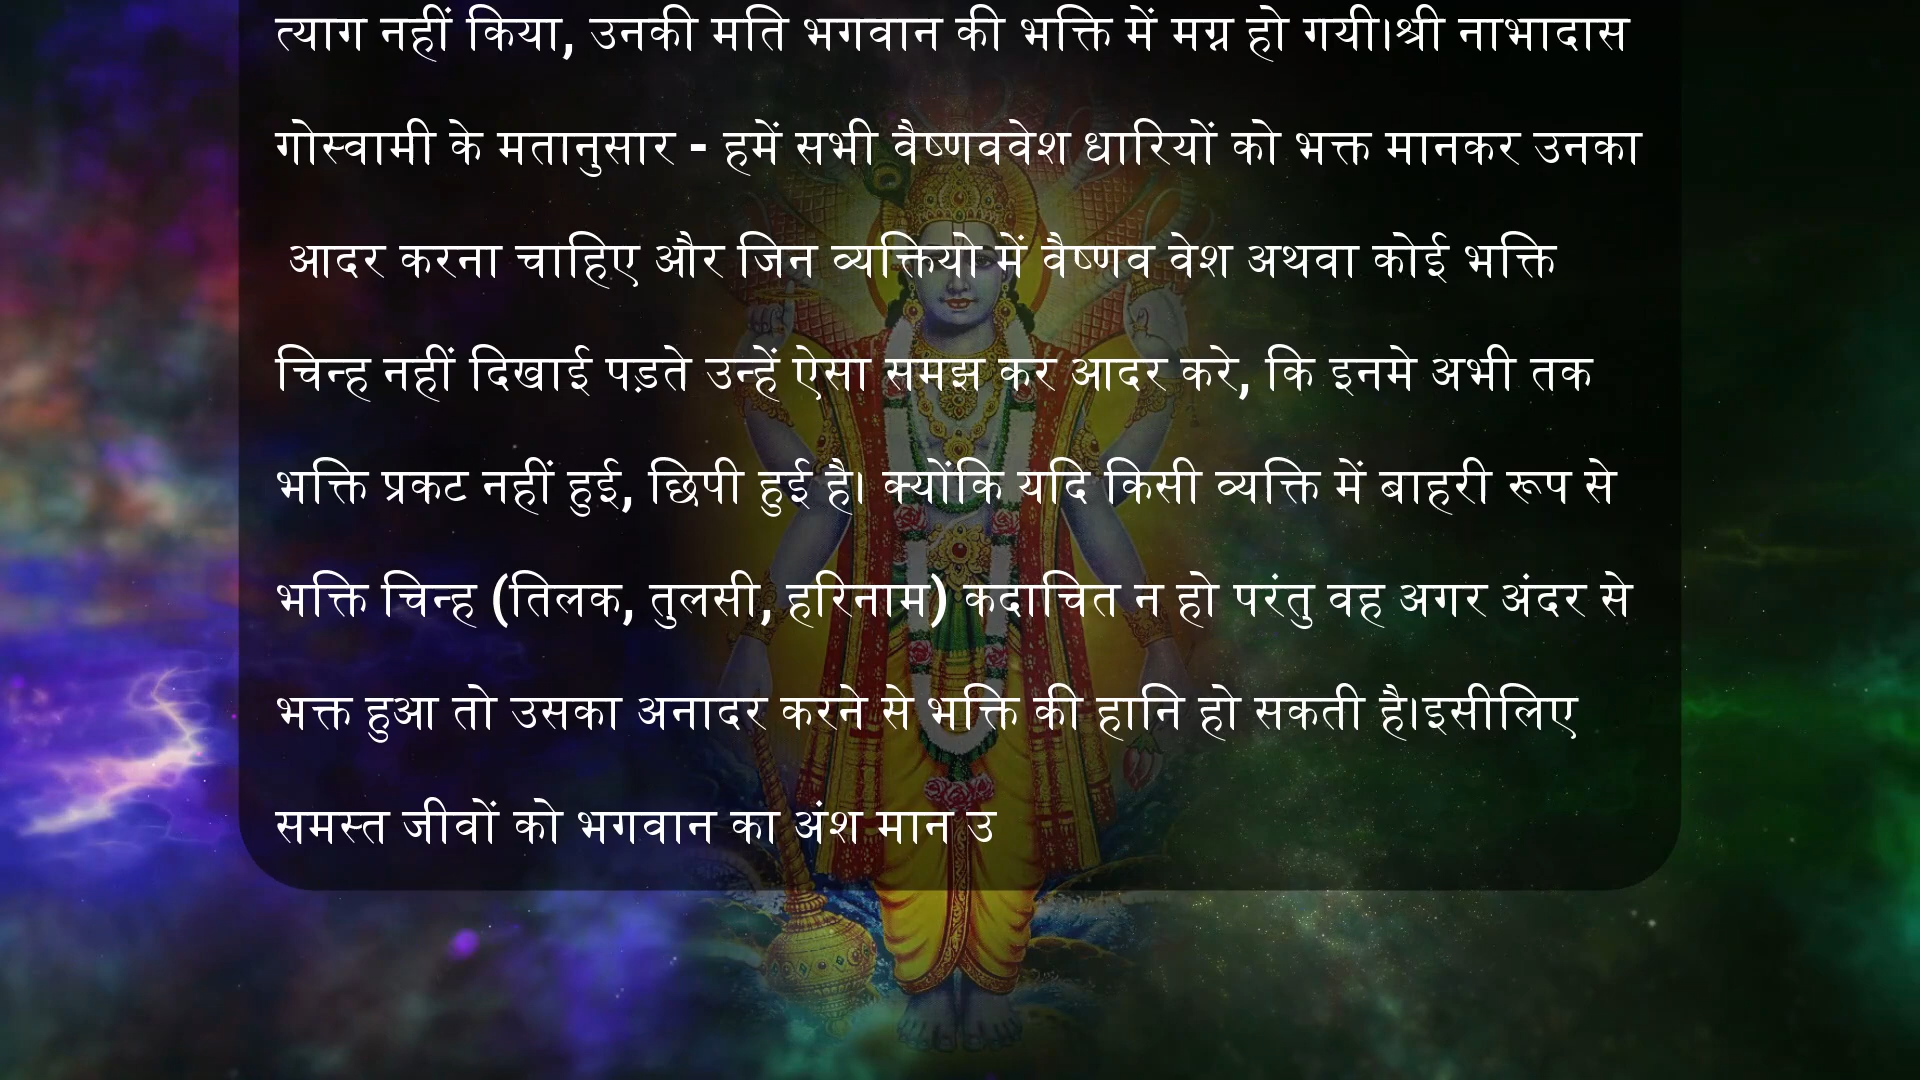 त्याग नहीं किया, उनकी मति भगवान की भक्ति में मग्न हो गयी।श्री नाभादास
गोस्वामी के मतानुसार - हमें सभी वैष्णववेश धारियों को भक्त मानकर उनका
आदर करना चाहिए और जिन व्यक्तियो में वैष्णव वेश अथवा कोई भक्ति
चिन्ह नहीं दिखाई पड़ते उन्हें ऐसा समझ कर आदर करे, कि इनमे अभी तक
भक्ति प्रकट नहीं हुई, छिपी हुई है। क्योंकि यदि किसी व्यक्ति में बाहरी रूप से
भक्ति चिन्ह (तिलक, तुलसी, हरिनाम) कदाचित न हो परंतु वह अगर अंदर से
भक्त हुआ तो उसका अनादर करने से भक्ति की हानि हो सकती है।इसीलिए
समस्त जीवों को भगवान का अंश मान उ